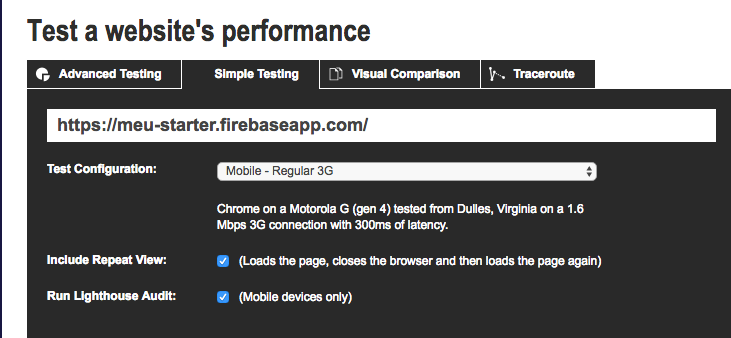 Test a website's performance
Advanced Testing
Simple Testing
Visual Comparison
Traceroute
https://meu-starter.firebaseapp.com/
Test Configuration:
Mobile - Regular 3G
Chrome on a Motorola G (gen 4) tested from Dulles, Virginia on a 1.6
Mbps 3G connection with 300ms of latency.
Include Repeat View:
(Loads the page, closes the browser and then loads the page again)
Run Lighthouse Audit:
(Mobile devices only)